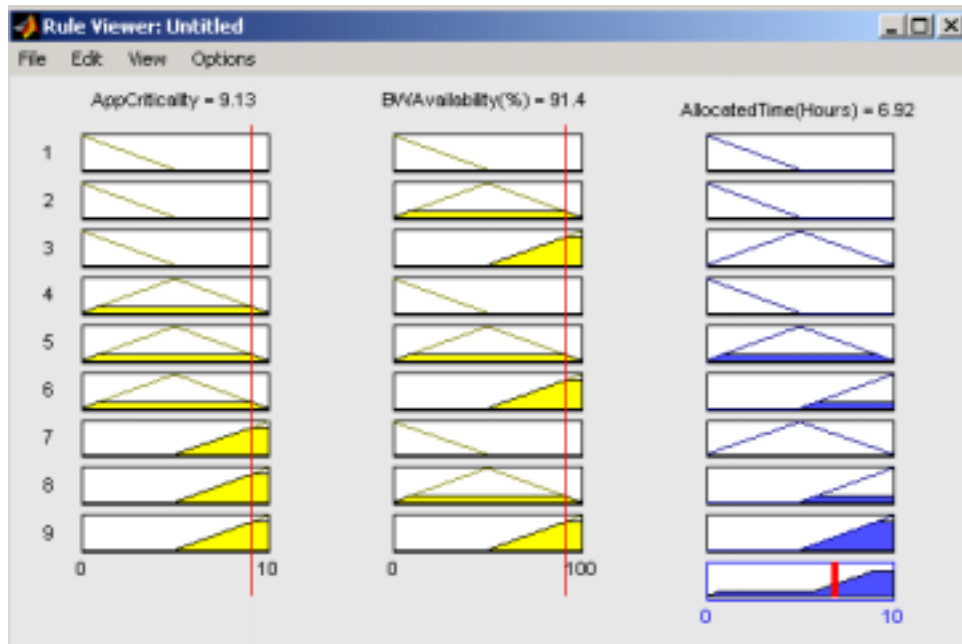 Rule Viewer: Untitled
File Edit View Options
AppCriticality = 9.13 BWAvailability(%) = 91.4 AllocatedTime(Hours) = 6.92
1
2
3
4
5
6
7
8
9
0 10 0 100
0 10